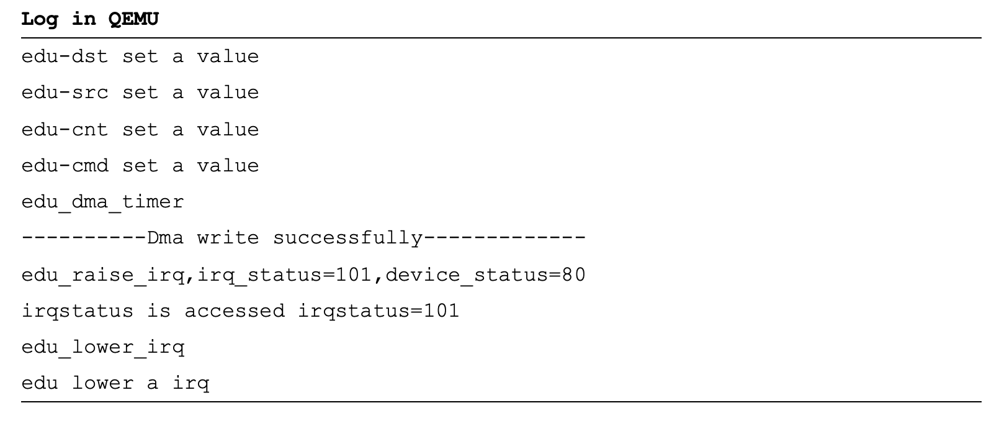 Log in QEMU
edu-dst set a value
edu-src set a value
edu-cnt set a value
edu-cmd set a value
edu_dma_timer
----------Dma write successfully-------------
edu_raise_irq,irq_status=101,device_status=80
irqstatus is accessed irqstatus=101
edu_lower_irq
edu lower a irq